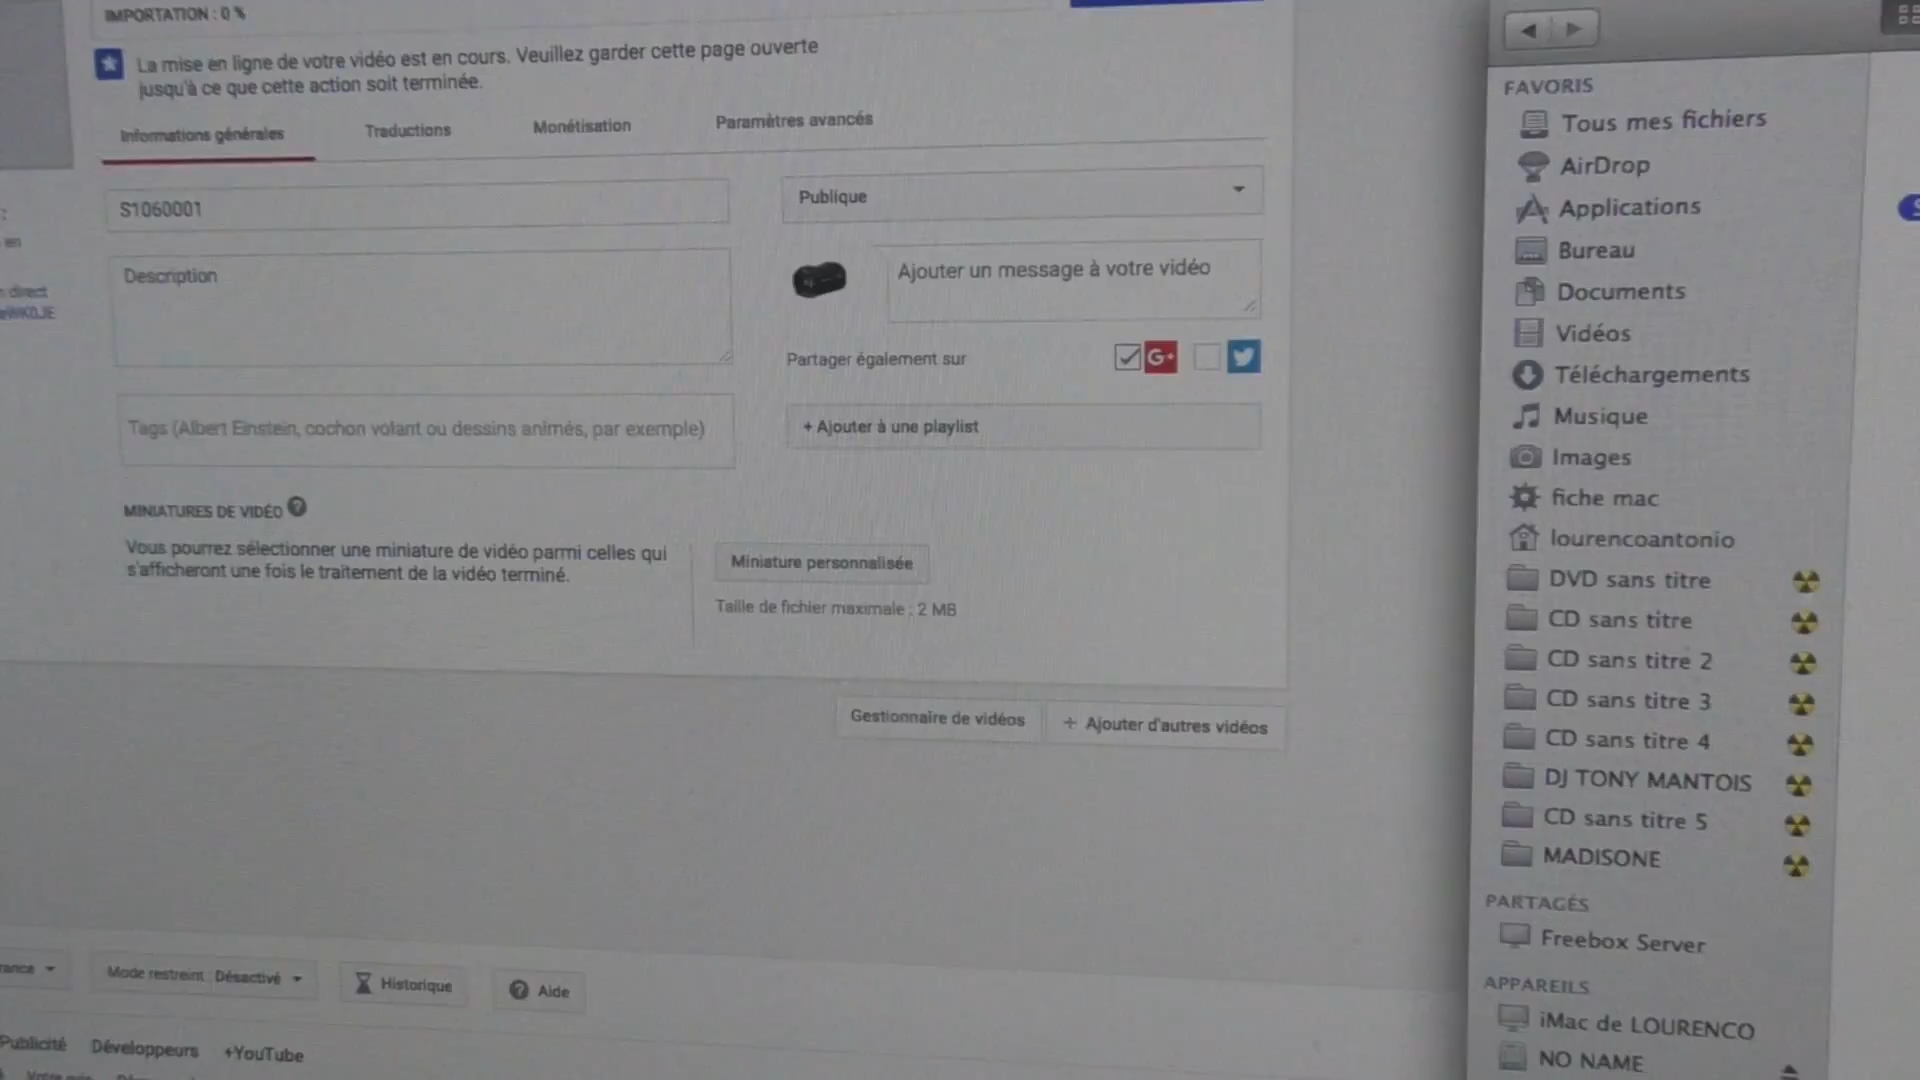 IMPORTATION : 0 %
La mise en ligne de votre vidéo est en cours. Veuillez garder cette page ouverte
jusqu'à ce que cette action soit terminée.
Informations générales
Traductions
Monétisation
Paramètres avancés
S1060001
Publique
en
Description
Ajouter un message à votre vidéo
direct
Partager également sur
G+
Tags (Albert Einstein, cochon volant ou dessins animés, par exemple)
+ Ajouter à une playlist
MINIATURES DE VIDÉO ?
Vous pourrez sélectionner une miniature de vidéo parmi celles qui
s'afficheront une fois le traitement de la vidéo terminé.
Miniature personnalisée
Taille de fichier maximale : 2 MB
Gestionnaire de vidéos
+ Ajouter d'autres vidéos
Mode restreint : Désactivé
Historique
? Aide
Publicité
Développeurs
+YouTube
FAVORIS
Tous mes fichiers
AirDrop
Applications
Bureau
Documents
Vidéos
Téléchargements
Musique
Images
fiche mac
lourencoantonio
DVD sans titre
CD sans titre
CD sans titre 2
CD sans titre 3
CD sans titre 4
DJ TONY MANTOIS
CD sans titre 5
MADISONE
PARTAGÉS
Freebox Server
APPAREILS
iMac de LOURENCO
NO NAME